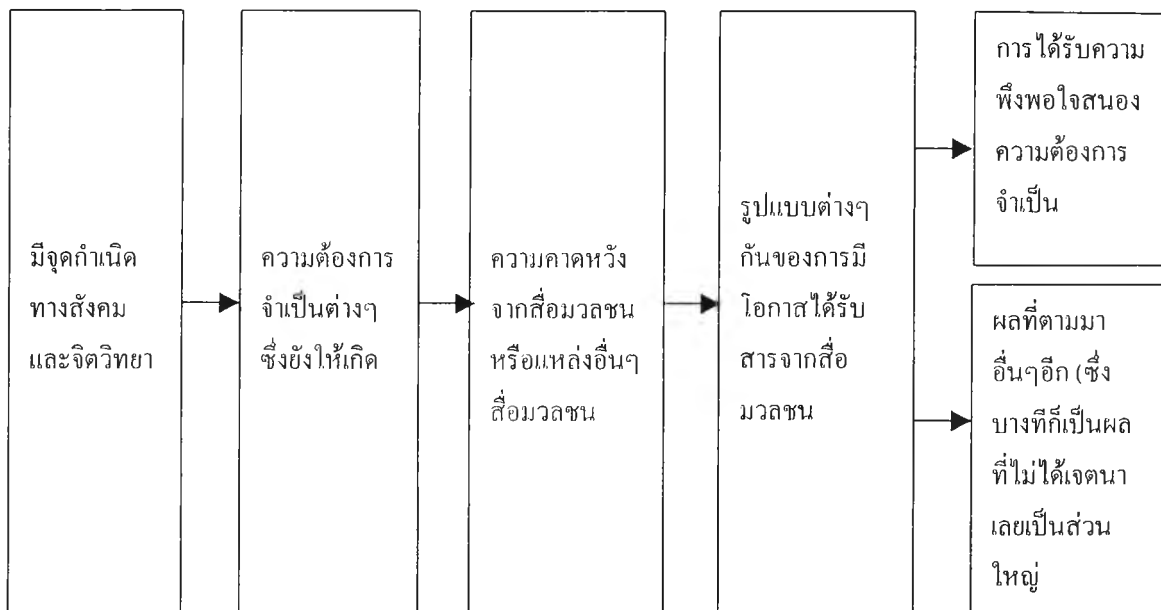 มีจุดกำเนิด
ทางสังคม
และจิตวิทยา
ความต้องการ
จำเป็นต่างๆ
ซึ่งยังให้เกิด
ความคาดหวัง
จากสื่อมวลชน
หรือแหล่งอื่นๆ
สื่อมวลชน
รูปแบบต่างๆ
กันของการมี
โอกาสได้รับ
สารจากสื่อ
มวลชน
การได้รับความ
พึงพอใจสนอง
ความต้องการ
จำเป็น
ผลที่ตามมา
อื่นๆอีก (ซึ่ง
บางทีก็เป็นผล
ที่ไม่ได้เจตนา
เลยเป็นส่วน
ใหญ่